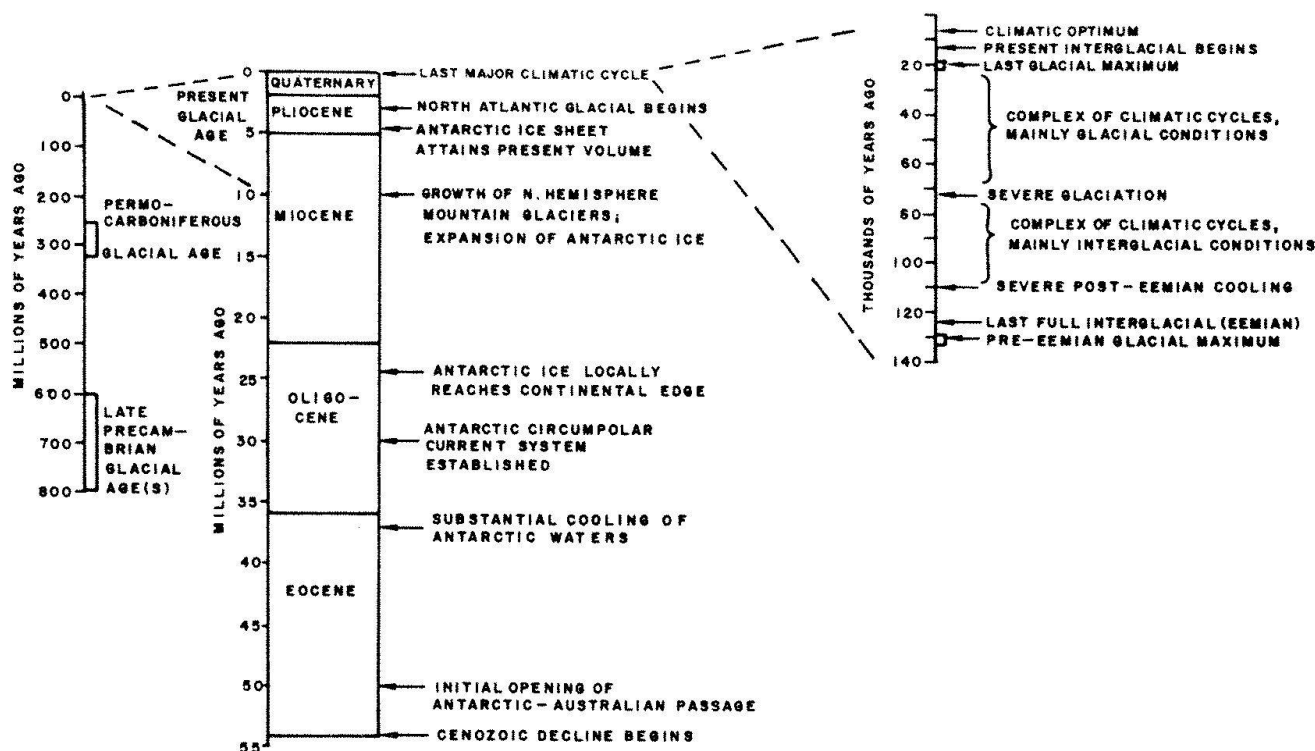 MILLIONS OF YEARS AGO
0
100
200
300
400
500
600
700
800
PERMO-
CARBONIFEROUS
GLACIAL AGE
LATE
PRECAM-
BRIAN
GLACIAL
AGE(S)
PRESENT
GLACIAL
AGE
MILLIONS OF YEARS AGO
0
5
10
15
20
25
30
35
40
45
50
55
QUATERNARY
PLIOCENE
MIOCENE
OLIGO-
CENE
EOCENE
LAST MAJOR CLIMATIC CYCLE
NORTH ATLANTIC GLACIAL BEGINS
ANTARCTIC ICE SHEET
ATTAINS PRESENT VOLUME
GROWTH OF N. HEMISPHERE
MOUNTAIN GLACIERS;
EXPANSION OF ANTARCTIC ICE
ANTARCTIC ICE LOCALLY
REACHES CONTINENTAL EDGE
ANTARCTIC CIRCUMPOLAR
CURRENT SYSTEM
ESTABLISHED
SUBSTANTIAL COOLING OF
ANTARCTIC WATERS
INITIAL OPENING OF
ANTARCTIC-AUSTRALIAN PASSAGE
CENOZOIC DECLINE BEGINS
THOUSANDS OF YEARS AGO
20
40
60
80
100
120
140
CLIMATIC OPTIMUM
PRESENT INTERGLACIAL BEGINS
LAST GLACIAL MAXIMUM
COMPLEX OF CLIMATIC CYCLES,
MAINLY GLACIAL CONDITIONS
SEVERE GLACIATION
COMPLEX OF CLIMATIC CYCLES,
MAINLY INTERGLACIAL CONDITIONS
SEVERE POST-EEMIAN COOLING
LAST FULL INTERGLACIAL (EEMIAN)
PRE-EEMIAN GLACIAL MAXIMUM